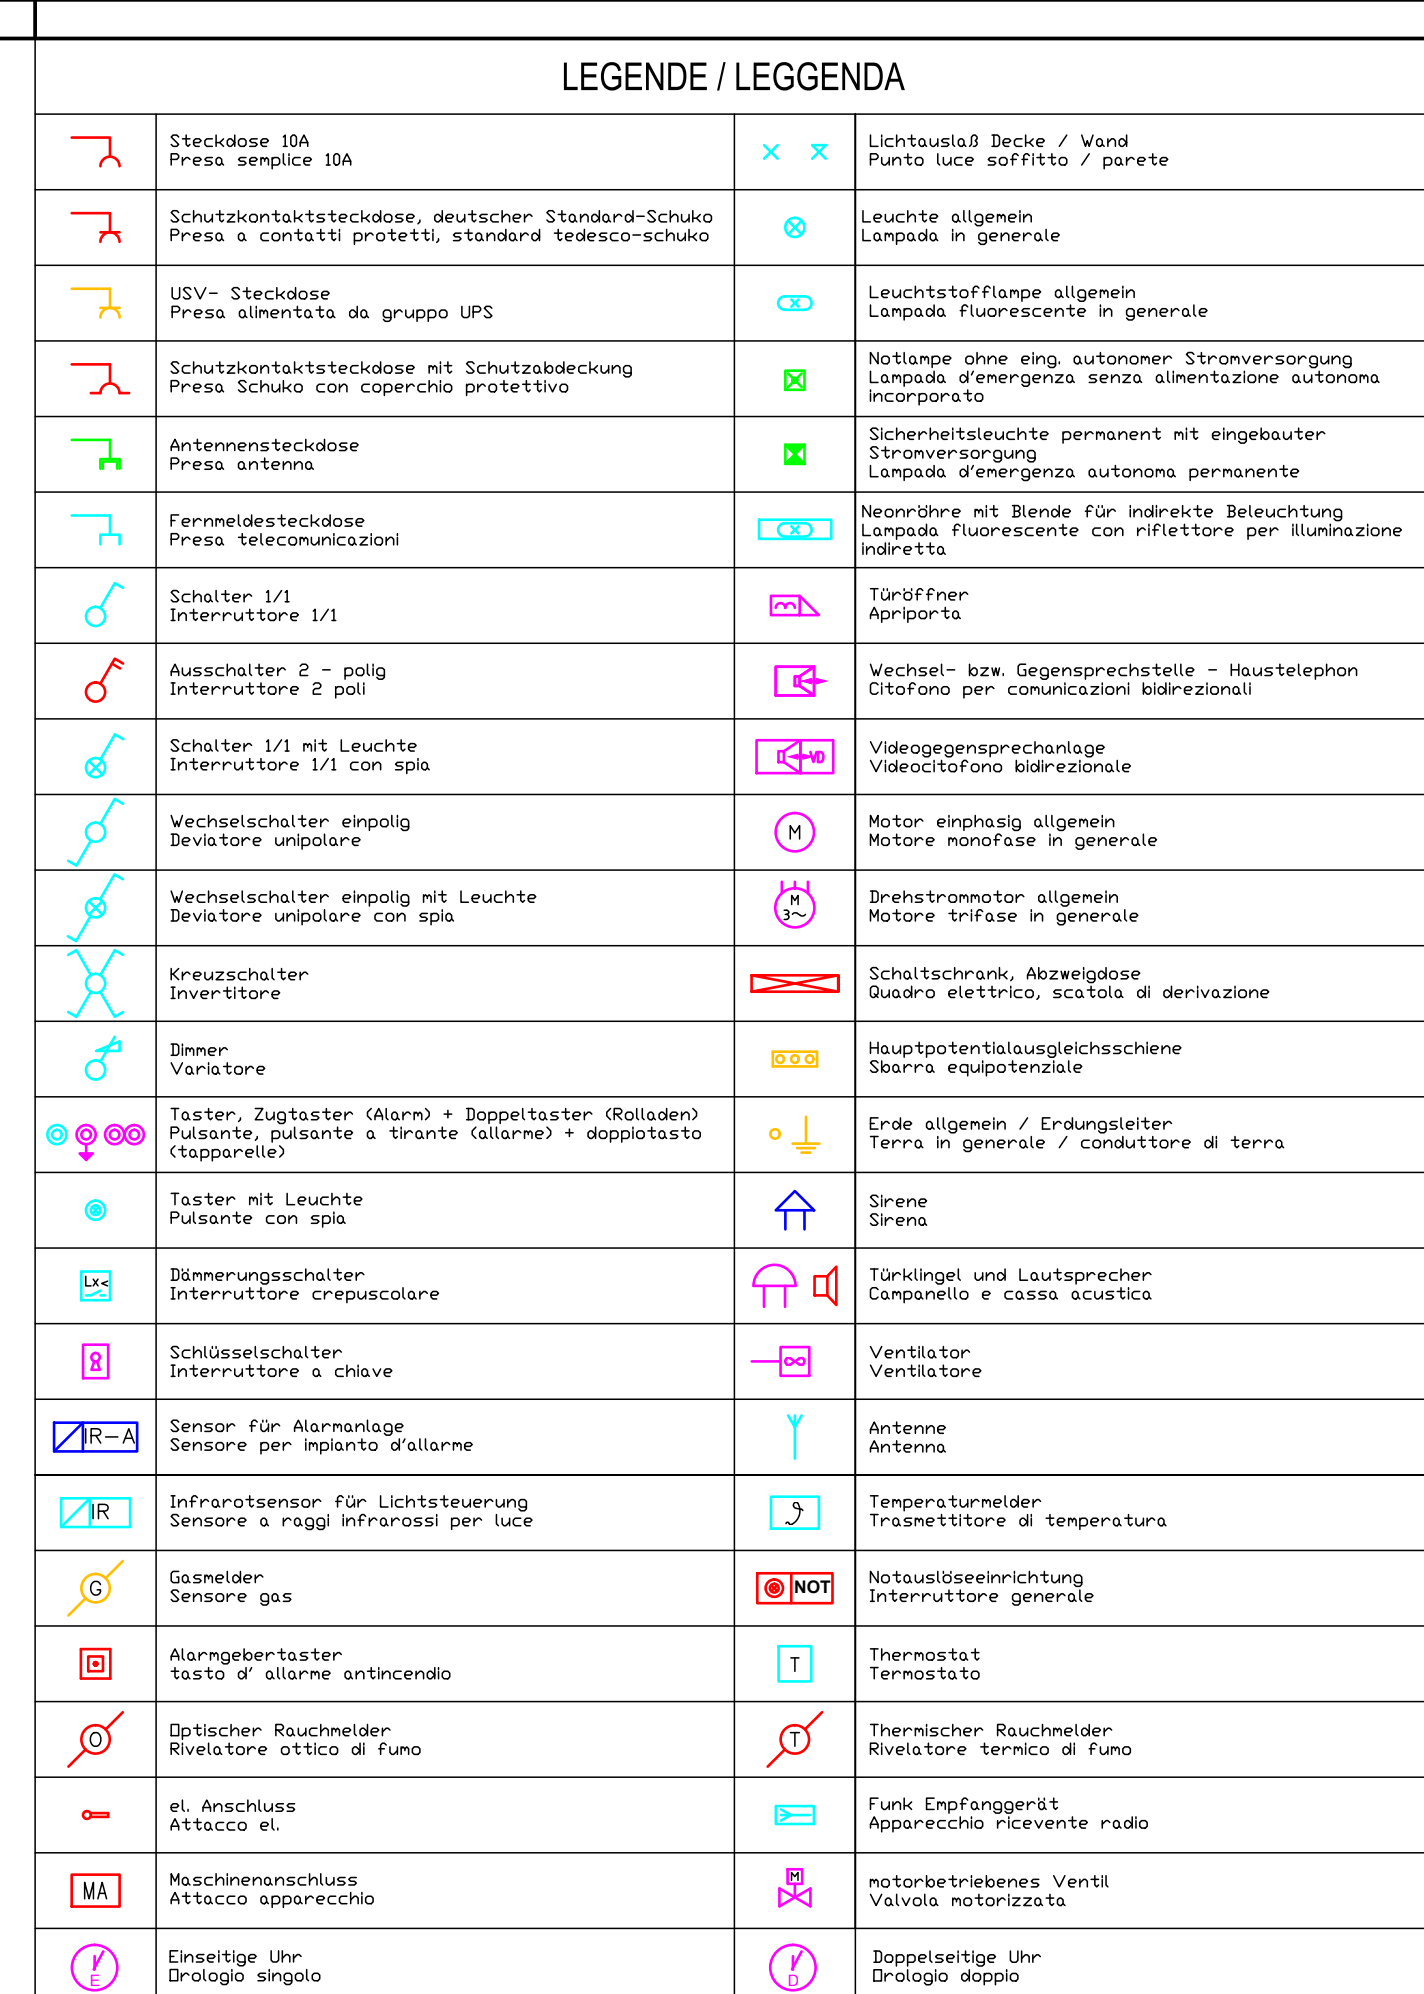 LEGENDE / LEGGENDA
Steckdose 10A
Presa semplice 10A
Lichtauslaß Decke / Wand
Punto luce soffitto / parete
Schutzkontaktsteckdose, deutscher Standard-Schuko
Presa a contatti protetti, standard tedesco-schuko
Leuchte allgemein
Lampada in generale
USV- Steckdose
Presa alimentata da gruppo UPS
Leuchtstofflampe allgemein
Lampada fluorescente in generale
Schutzkontaktsteckdose mit Schutzabdeckung
Presa Schuko con coperchio protettivo
Notlampe ohne eing. autonomer Stromversorgung
Lampada d'emergenza senza alimentazione autonoma
incorporato
Antennensteckdose
Presa antenna
Sicherheitsleuchte permanent mit eingebauter
Stromversorgung
Lampada d'emergenza autonoma permanente
Fernmeldesteckdose
Presa telecomunicazioni
Neonröhre mit Blende für indirekte Beleuchtung
Lampada fluorescente con riflettore per illuminazione
indiretta
Schalter 1/1
Interruttore 1/1
Türöffner
Apriporta
Ausschalter 2 - polig
Interruttore 2 poli
Wechsel- bzw. Gegensprechstelle - Haustelephon
Citofono per comunicazioni bidirezionali
Schalter 1/1 mit Leuchte
Interruttore 1/1 con spia
VD
Videogegensprechanlage
Videocitofono bidirezionale
Wechselschalter einpolig
Deviatore unipolare
M
Motor einphasig allgemein
Motore monofase in generale
Wechselschalter einpolig mit Leuchte
Deviatore unipolare con spia
M
3~
Drehstrommotor allgemein
Motore trifase in generale
Kreuzschalter
Invertitore
Schaltschrank, Abzweigdose
Quadro elettrico, scatola di derivazione
Dimmer
Variatore
Hauptpotentialausgleichsschiene
Sbarra equipotenziale
Taster, Zugtaster (Alarm) + Doppeltaster (Rolladen)
Pulsante, pulsante a tirante (allarme) + doppiotasto
(tapparelle)
Erde allgemein / Erdungsleiter
Terra in generale / conduttore di terra
Taster mit Leuchte
Pulsante con spia
Sirene
Sirena
Lx<
Dämmerungsschalter
Interruttore crepuscolare
Türklingel und Lautsprecher
Campanello e cassa acustica
Schlüsselschalter
Interruttore a chiave
Ventilator
Ventilatore
IR-A
Sensor für Alarmanlage
Sensore per impianto d'allarme
Antenne
Antenna
IR
Infrarotsensor für Lichtsteuerung
Sensore a raggi infrarossi per luce
ϑ
Temperaturmelder
Trasmettitore di temperatura
G
Gasmelder
Sensore gas
NOT
Notauslöseeinrichtung
Interruttore generale
Alarmgebertaster
tasto d' allarme antincendio
T
Thermostat
Termostato
O
Optischer Rauchmelder
Rivelatore ottico di fumo
T
Thermischer Rauchmelder
Rivelatore termico di fumo
el. Anschluss
Attacco el.
Funk Empfanggerät
Apparecchio ricevente radio
MA
Maschinenanschluss
Attacco apparecchio
M
motorbetriebenes Ventil
Valvola motorizzata
E
Einseitige Uhr
Orologio singolo
D
Doppelseitige Uhr
Orologio doppio